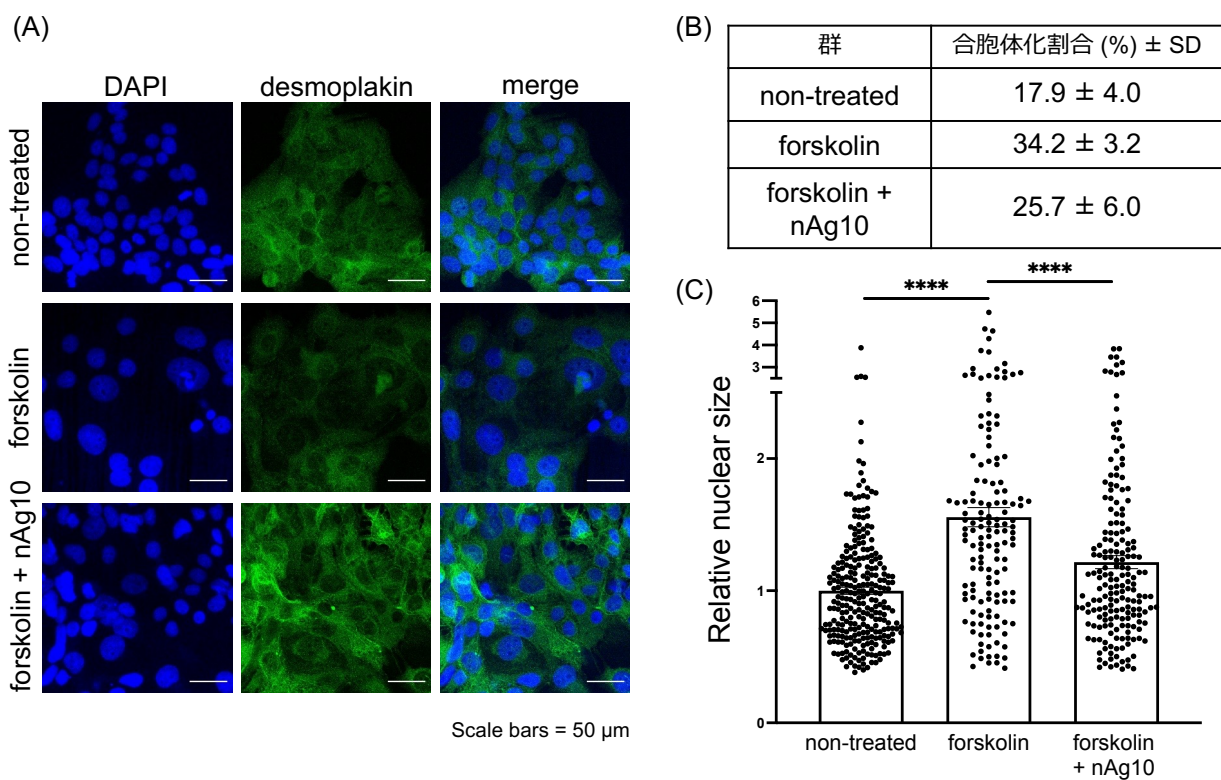 (A)
DAPI
desmoplakin
merge
non-treated
forskolin
forskolin + nAg10
Scale bars = 50 μm
(B)
群
合胞体化割合 (%) ± SD
non-treated
17.9 ± 4.0
forskolin
34.2 ± 3.2
forskolin +
nAg10
25.7 ± 6.0
(C)
****
****
Relative nuclear size
6
5
4
3
2
1
0
non-treated
forskolin
forskolin
+ nAg10